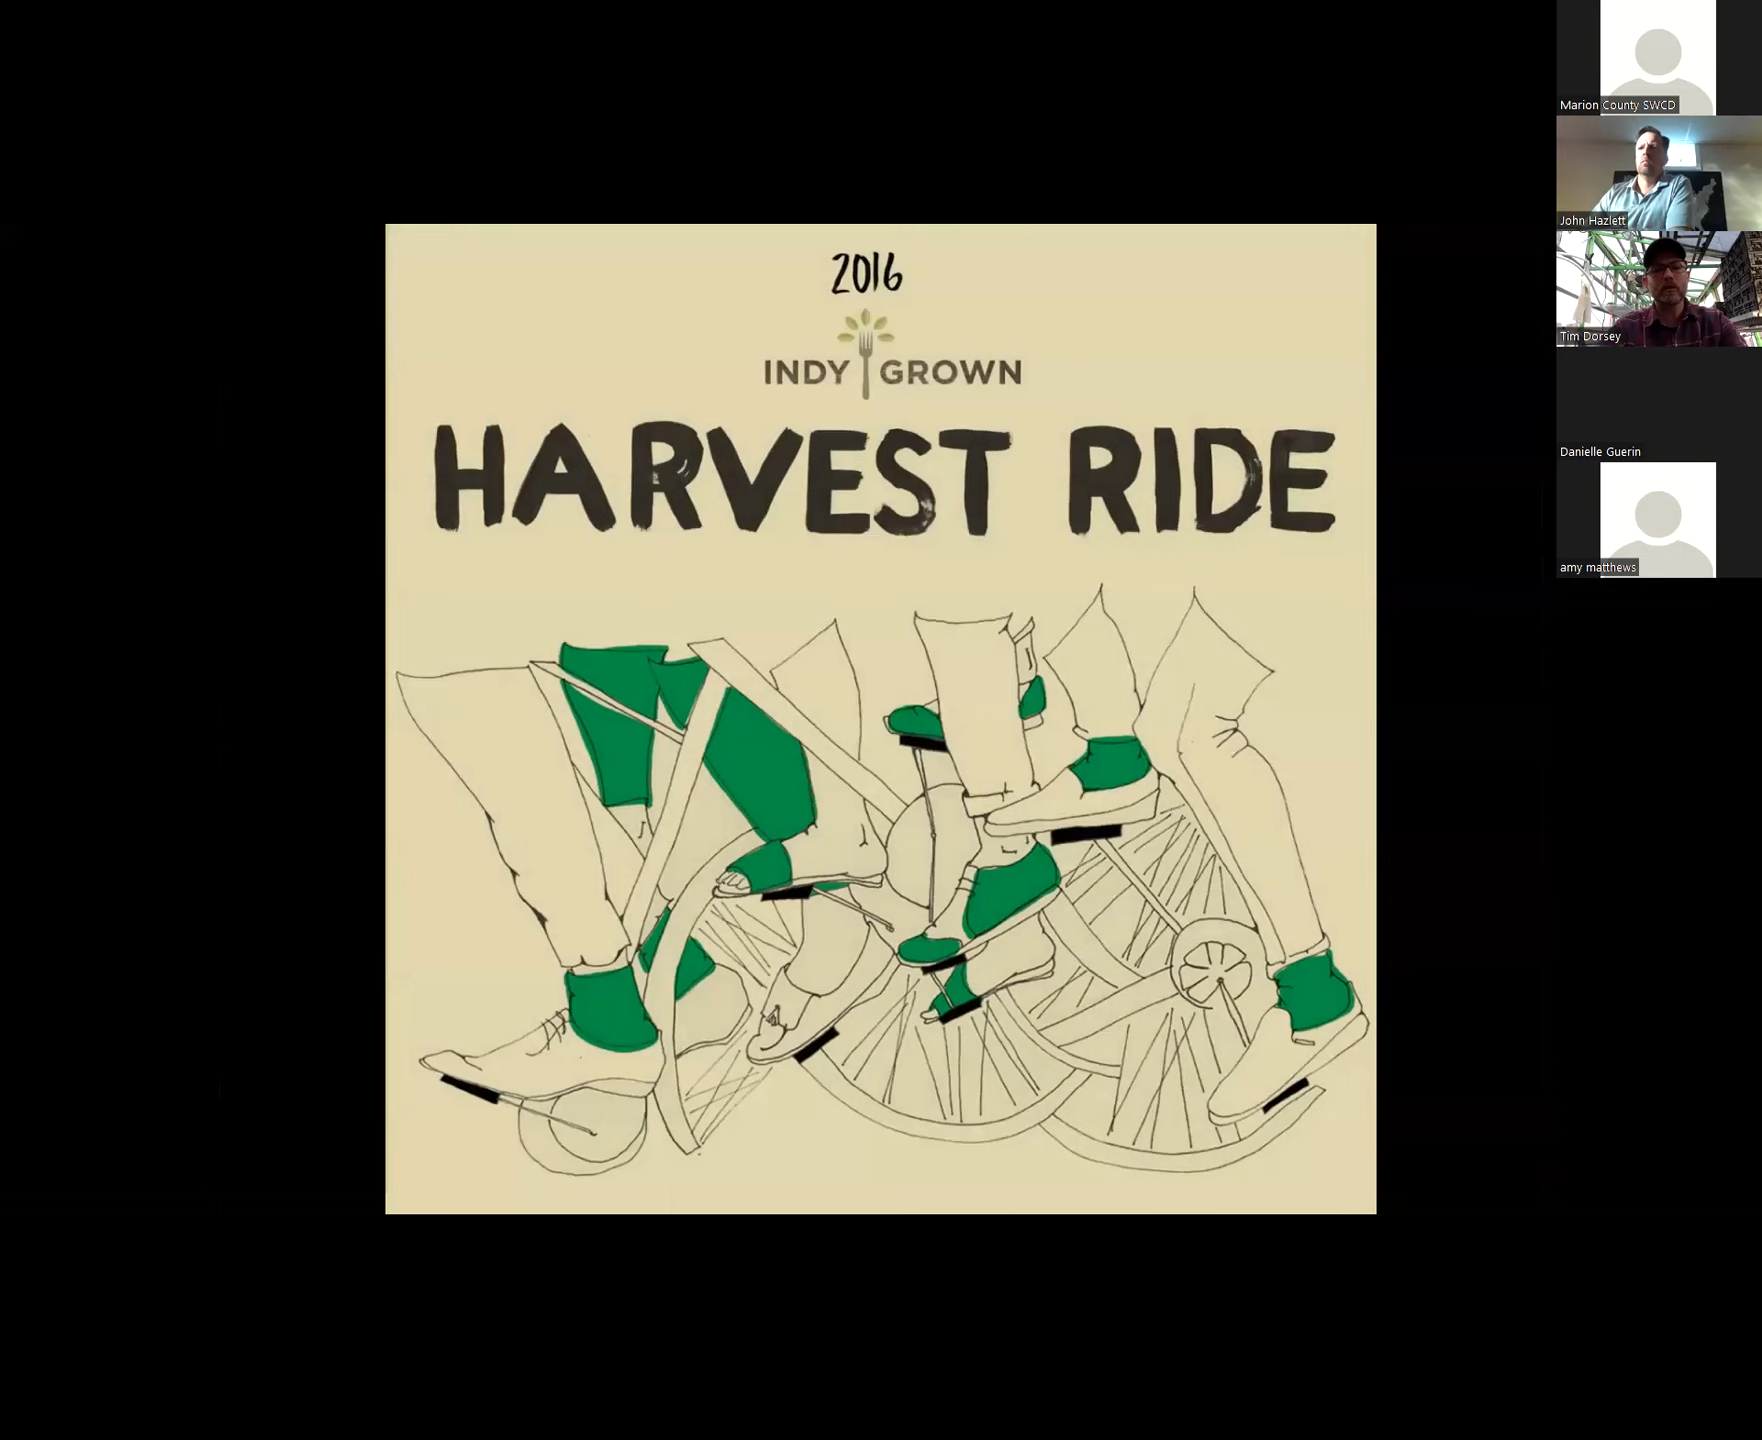 2016
INDY GROWN
HARVEST RIDE
Marion County SWCD
John Hazlett
Tim Dorsey
Danielle Guerin
amy matthews